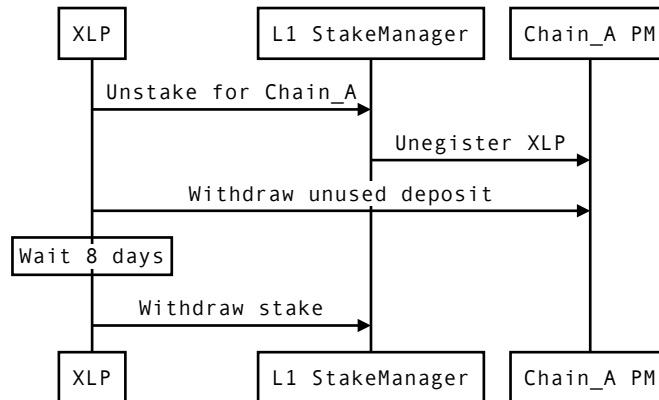 XLP
L1 StakeManager
Chain_A PM
Unstake for Chain_A
Unegister XLP
Withdraw unused deposit
Wait 8 days
Withdraw stake
XLP
L1 StakeManager
Chain_A PM